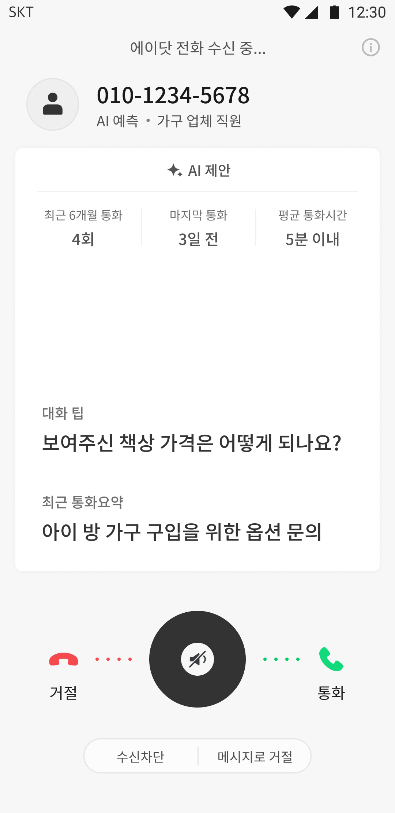 SKT 12:30
에이닷 전화 수신 중...
010-1234-5678
AI 예측 • 가구 업체 직원
AI 제안
최근 6개월 통화 마지막 통화 평균 통화시간
4회 3일 전 5분 이내
대화 팁
보여주신 책상 가격은 어떻게 되나요?
최근 통화요약
아이 방 가구 구입을 위한 옵션 문의
거절 통화
수신차단 메시지로 거절